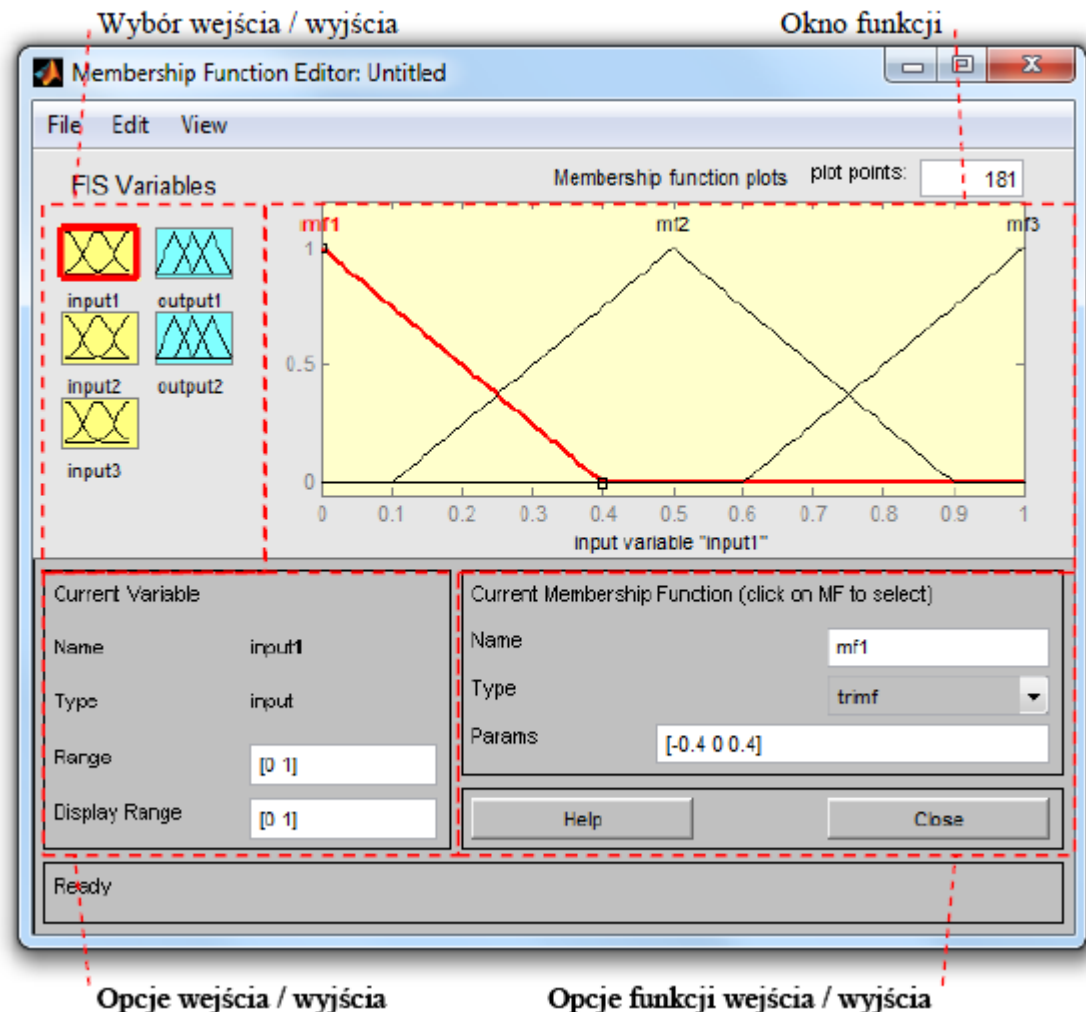 Wybór wejścia / wyjścia
Okno funkcji
Membership Function Editor: Untitled
File Edit View
FIS Variables
Membership function plots plot points: 181
mf1 mf2 mf3
input1 output1
input2 output2
input3
1
0.5
0
0 0.1 0.2 0.3 0.4 0.5 0.6 0.7 0.8 0.9 1
input variable "input1"
Current Variable
Name input1
Type input
Range [0 1]
Display Range [0 1]
Current Membership Function (click on MF to select)
Name mf1
Type trimf
Params [-0.4 0 0.4]
Help Close
Ready
Opcje wejścia / wyjścia
Opcje funkcji wejścia / wyjścia